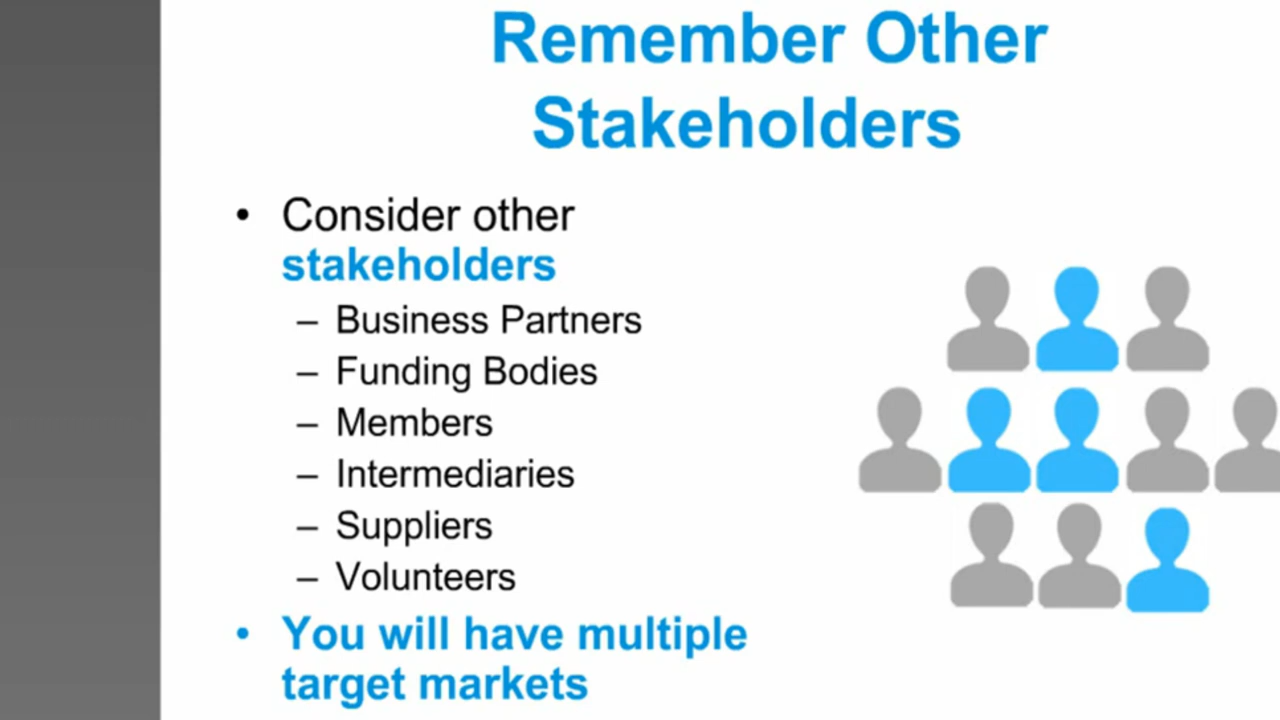 Remember Other
Stakeholders
• Consider other
stakeholders
– Business Partners
– Funding Bodies
– Members
– Intermediaries
– Suppliers
– Volunteers
• You will have multiple
target markets